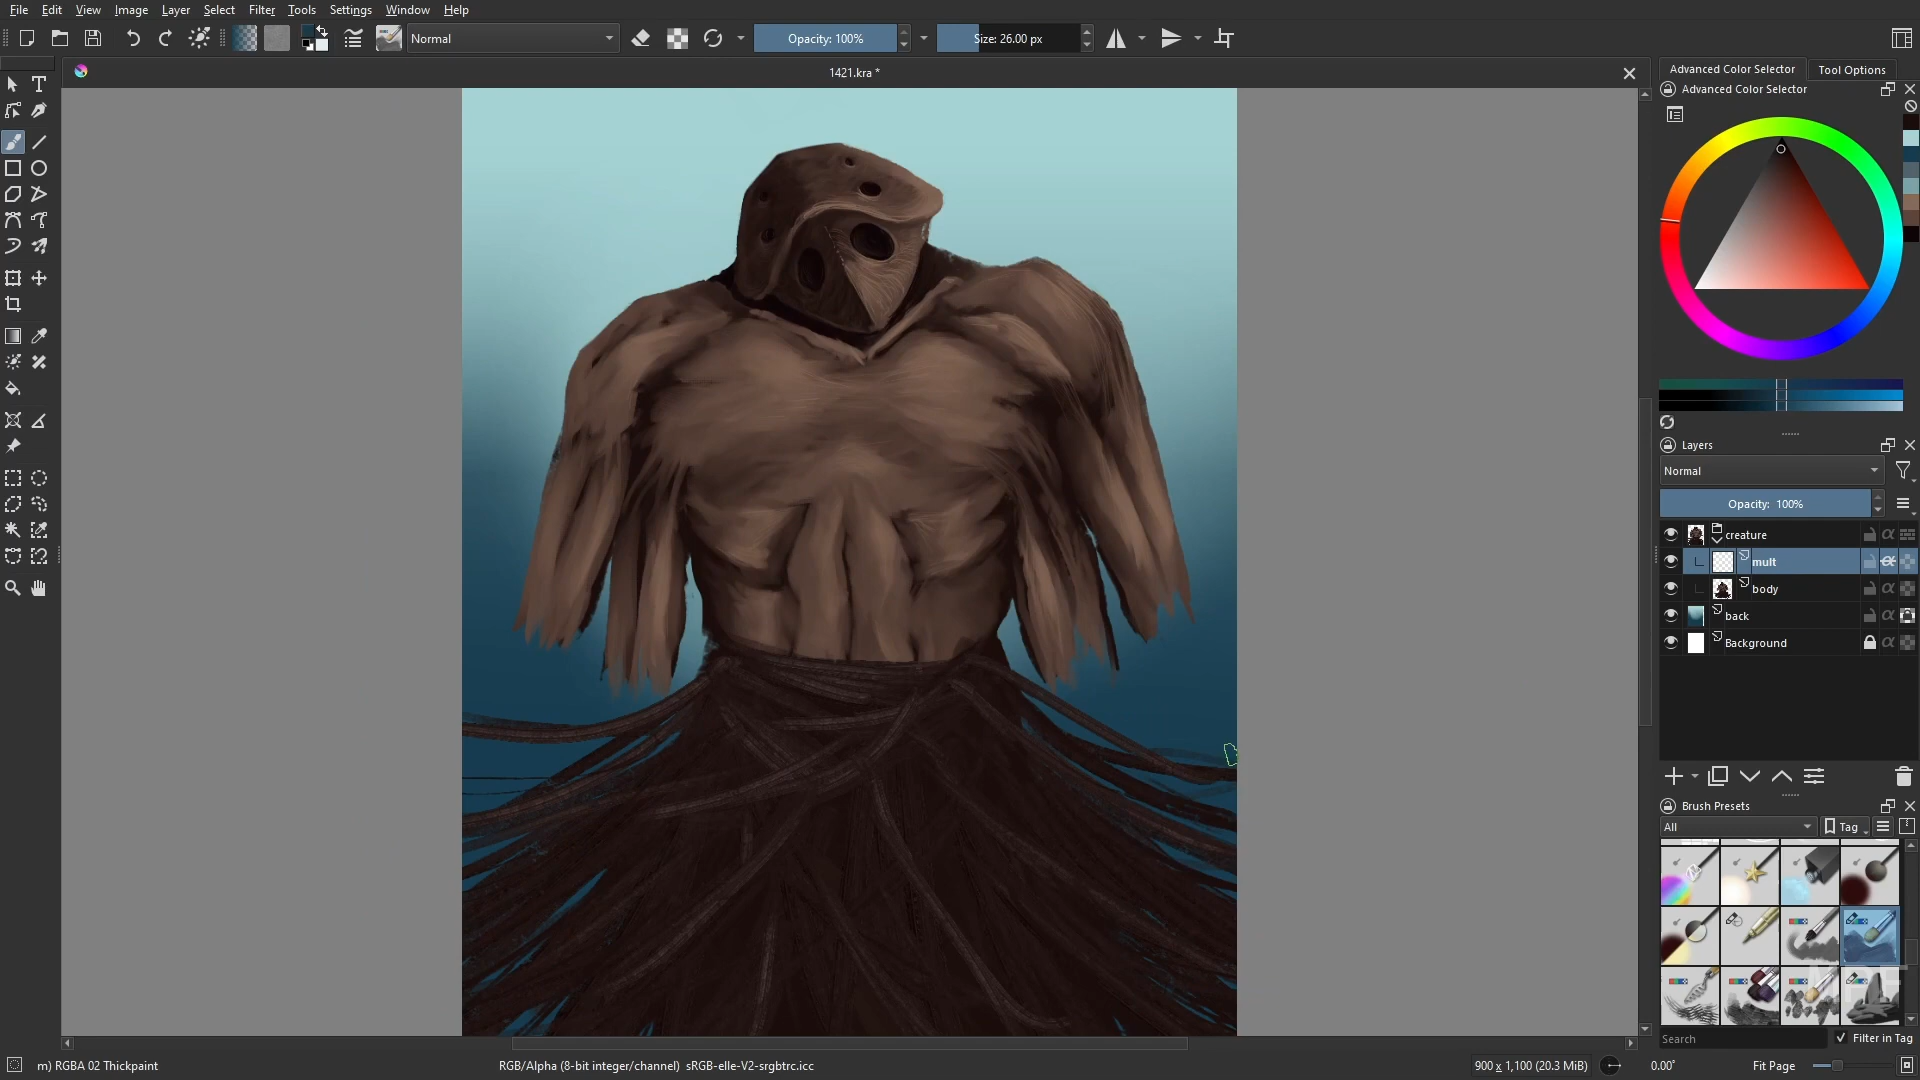 File Edit View Image Layer Select Filter Tools Settings Window Help
Normal
Opacity: 100%
Size: 26.00 px
1421.kra *
Advanced Color Selector
Tool Options
Advanced Color Selector
Layers
Normal
Opacity: 100%
creature
mult
body
back
Background
Brush Presets
All
Tag
Search
Filter in Tag
m) RGBA 02 Thickpaint
RGB/Alpha (8-bit integer/channel) sRGB-elle-V2-srgbtrc.icc
900 x 1,100 (20.3 MiB)
0.00°
Fit Page